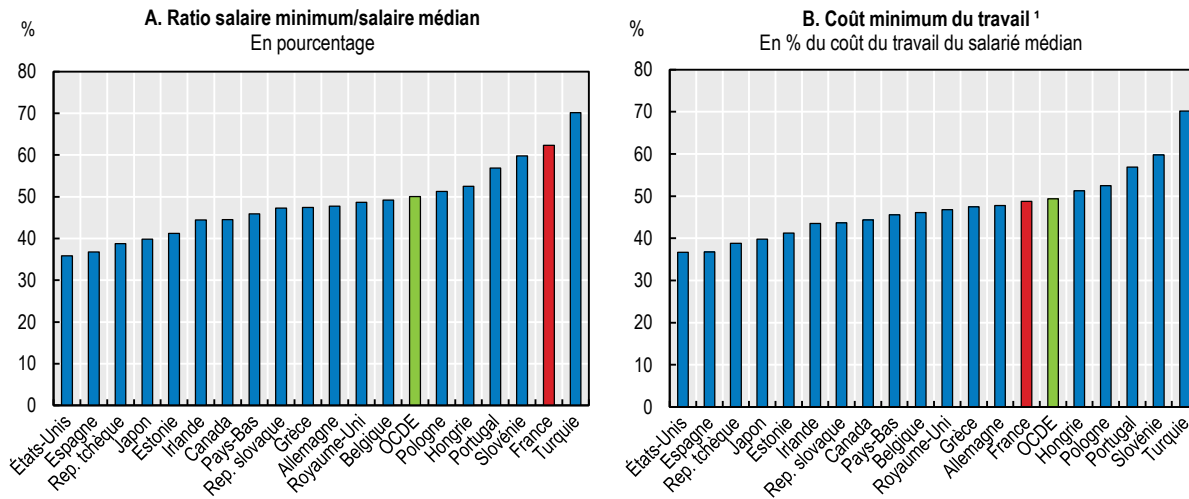 A. Ratio salaire minimum/salaire médian
En pourcentage
%
80
70
60
50
40
30
20
10
0
États-Unis
Espagne
Rep. tchèque
Japon
Estonie
Irlande
Canada
Pays-Bas
Rep. slovaque
Grèce
Allemagne
Royaume-Uni
Belgique
OCDE
Pologne
Hongrie
Portugal
Slovénie
France
Turquie
B. Coût minimum du travail ¹
En % du coût du travail du salarié médian
%
80
70
60
50
40
30
20
10
0
États-Unis
Espagne
Rep. tchèque
Japon
Estonie
Irlande
Rep. slovaque
Canada
Pays-Bas
Belgique
Royaume-Uni
Grèce
Allemagne
France
OCDE
Hongrie
Pologne
Portugal
Slovénie
Turquie